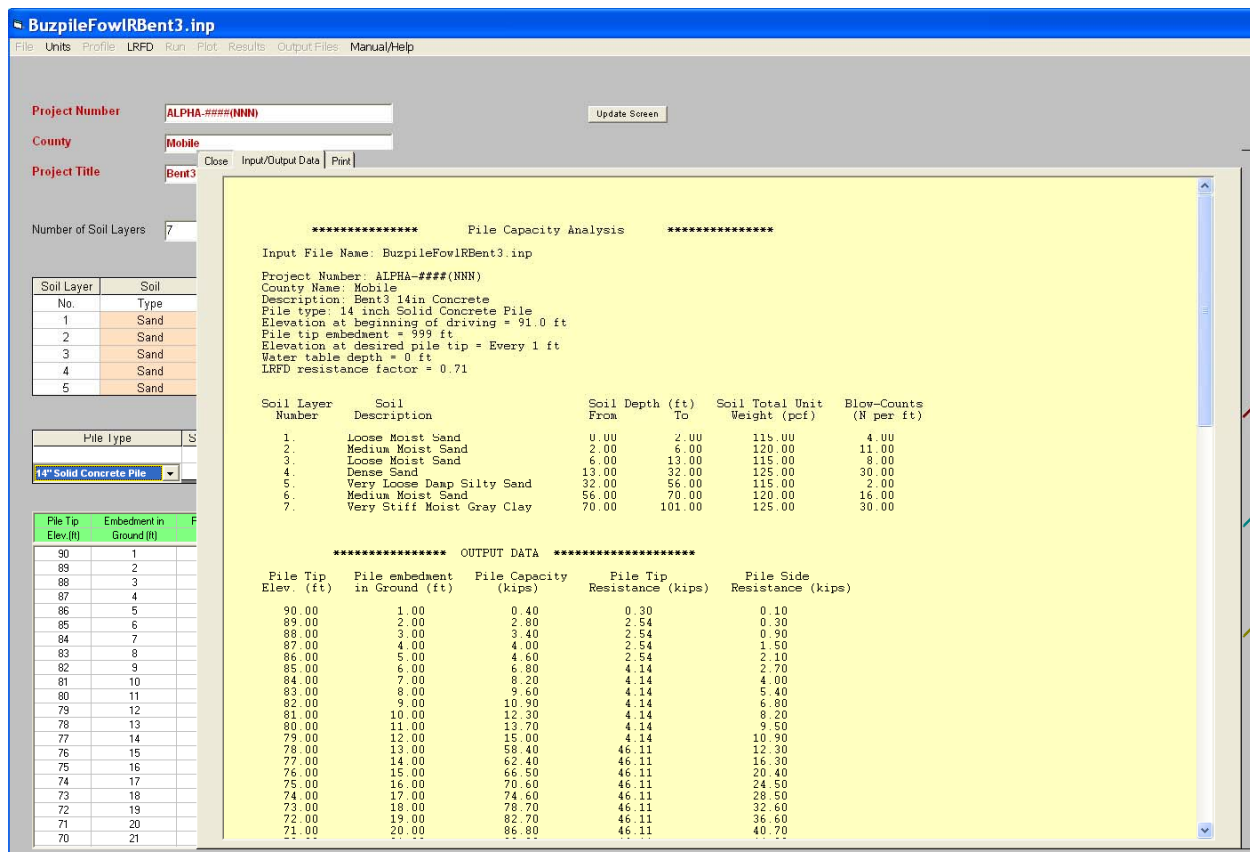 BuzpileFowlRBent3.inp
File Units Profile LRFD Run Plot Results Output Files Manual/Help
Project Number ALPHA-####(NNN) Update Screen
County Mobile
Close Input/Output Data Print
Project Title Bent3
Number of Soil Layers 7
Soil Layer Soil
No. Type
1 Sand
2 Sand
3 Sand
4 Sand
5 Sand
Pile Type S
14" Solid Concrete Pile
Pile Tip Embedment in F
Elev.(ft) Ground (ft)
90 1
89 2
88 3
87 4
86 5
85 6
84 7
83 8
82 9
81 10
80 11
79 12
78 13
77 14
76 15
75 16
74 17
73 18
72 19
71 20
70 21
*************** Pile Capacity Analysis ***************
Input File Name: BuzpileFowlRBent3.inp
Project Number: ALPHA-####(NNN)
County Name: Mobile
Description: Bent3 14in Concrete
Pile type: 14 inch Solid Concrete Pile
Elevation at beginning of driving = 91.0 ft
Pile tip embedment = 999 ft
Elevation at desired pile tip = Every 1 ft
Water table depth = 0 ft
LRFD resistance factor = 0.71
Soil Layer Soil Soil Depth (ft) Soil Total Unit Blow-Counts
Number Description From To Weight (pcf) (N per ft)
1. Loose Moist Sand 0.00 2.00 115.00 4.00
2. Medium Moist Sand 2.00 6.00 120.00 11.00
3. Loose Moist Sand 6.00 13.00 115.00 8.00
4. Dense Sand 13.00 32.00 125.00 30.00
5. Very Loose Damp Silty Sand 32.00 56.00 115.00 2.00
6. Medium Moist Sand 56.00 70.00 120.00 16.00
7. Very Stiff Moist Gray Clay 70.00 101.00 125.00 30.00
**************** OUTPUT DATA ********************
Pile Tip Pile embedment Pile Capacity Pile Tip Pile Side
Elev. (ft) in Ground (ft) (kips) Resistance (kips) Resistance (kips)
90.00 1.00 0.40 0.30 0.10
89.00 2.00 2.80 2.54 0.30
88.00 3.00 3.40 2.54 0.90
87.00 4.00 4.00 2.54 1.50
86.00 5.00 4.60 2.54 2.10
85.00 6.00 6.80 4.14 2.70
84.00 7.00 8.20 4.14 4.00
83.00 8.00 9.60 4.14 5.40
82.00 9.00 10.90 4.14 6.80
81.00 10.00 12.30 4.14 8.20
80.00 11.00 13.70 4.14 9.50
79.00 12.00 15.00 4.14 10.90
78.00 13.00 58.40 46.11 12.30
77.00 14.00 62.40 46.11 16.30
76.00 15.00 66.50 46.11 20.40
75.00 16.00 70.60 46.11 24.50
74.00 17.00 74.60 46.11 28.50
73.00 18.00 78.70 46.11 32.60
72.00 19.00 82.70 46.11 36.60
71.00 20.00 86.80 46.11 40.70